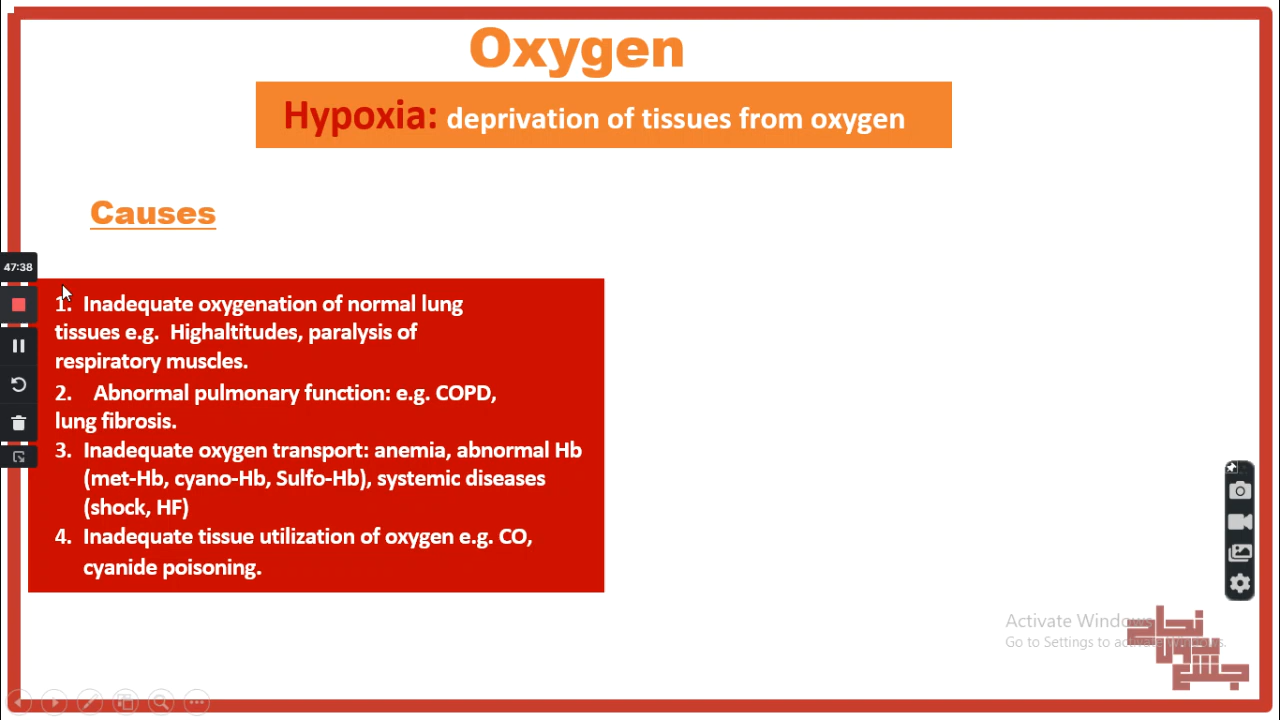 Oxygen
Hypoxia: deprivation of tissues from oxygen
Causes
47:38
1. Inadequate oxygenation of normal lung
tissues e.g. Highaltitudes, paralysis of
respiratory muscles.
2. Abnormal pulmonary function: e.g. COPD,
lung fibrosis.
3. Inadequate oxygen transport: anemia, abnormal Hb
(met-Hb, cyano-Hb, Sulfo-Hb), systemic diseases
(shock, HF)
4. Inadequate tissue utilization of oxygen e.g. CO,
cyanide poisoning.
Activate Windows
Go to Settings to activate Windows.
نجاح
بدون
جشع